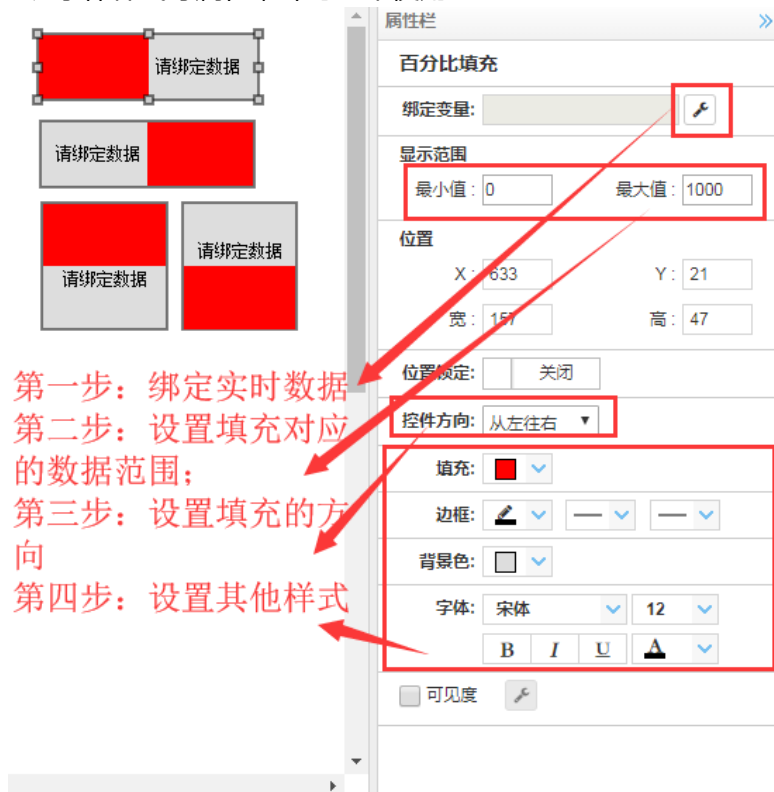 请绑定数据
请绑定数据
请绑定数据
请绑定数据
第一步：绑定实时数据
第二步：设置填充对应
的数据范围；
第三步：设置填充的方
向
第四步：设置其他样式
属性栏
百分比填充
绑定变量:
显示范围
最小值: 0 最大值: 1000
位置
X: 633 Y: 21
宽: 157 高: 47
位置锁定: 关闭
控件方向: 从左往右
填充:
边框:
背景色:
字体: 宋体 12
B I U A
可见度